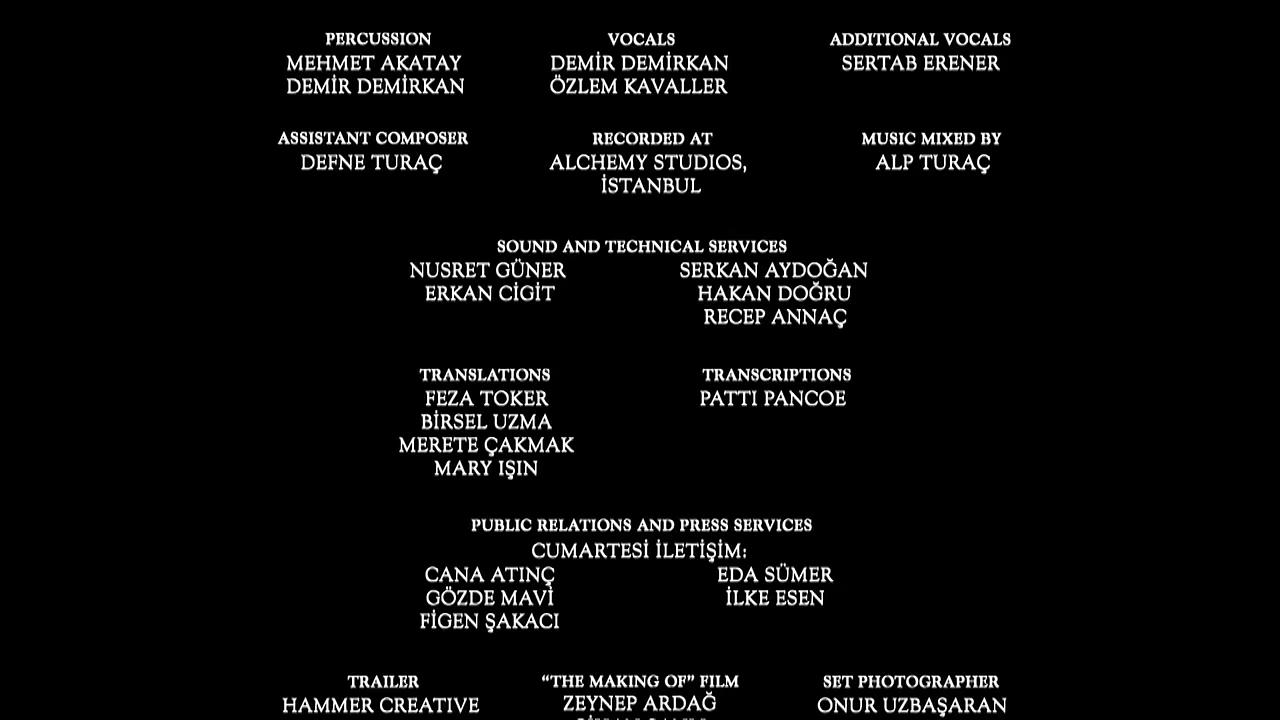 PERCUSSION
MEHMET AKATAY
DEMİR DEMİRKAN
VOCALS
DEMİR DEMİRKAN
ÖZLEM KAVALLER
ADDITIONAL VOCALS
SERTAB ERENER
ASSISTANT COMPOSER
DEFNE TURAÇ
RECORDED AT
ALCHEMY STUDIOS,
İSTANBUL
MUSIC MIXED BY
ALP TURAÇ
SOUND AND TECHNICAL SERVICES
NUSRET GÜNER
ERKAN CİGİT
SERKAN AYDOĞAN
HAKAN DOĞRU
RECEP ANNAÇ
TRANSLATIONS
FEZA TOKER
BİRSEL UZMA
MERETE ÇAKMAK
MARY IŞIN
TRANSCRIPTIONS
PATTI PANCOE
PUBLIC RELATIONS AND PRESS SERVICES
CUMARTESİ İLETİŞİM:
CANA ATINÇ
GÖZDE MAVİ
FİGEN ŞAKACI
EDA SÜMER
İLKE ESEN
TRAILER
HAMMER CREATIVE
“THE MAKING OF” FILM
ZEYNEP ARDAĞ
SET PHOTOGRAPHER
ONUR UZBAŞARAN